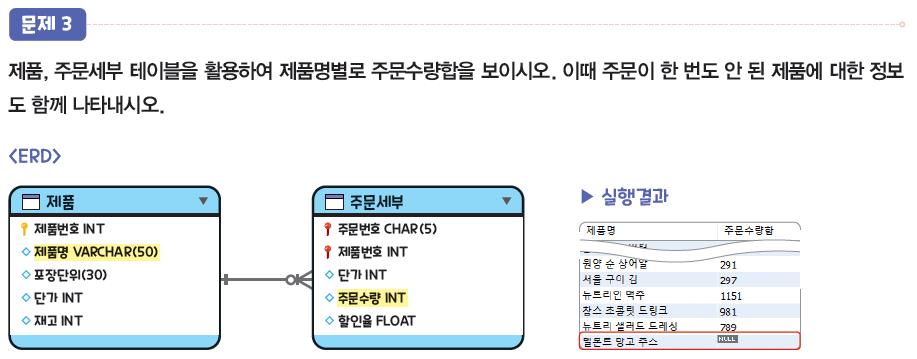 문제 3
제품, 주문세부 테이블을 활용하여 제품명별로 주문수량합을 보이시오. 이때 주문이 한 번도 안 된 제품에 대한 정보
도 함께 나타내시오.
<ERD>
제품
제품번호 INT
제품명 VARCHAR(50)
포장단위(30)
단가 INT
재고 INT
주문세부
주문번호 CHAR(5)
제품번호 INT
단가 INT
주문수량 INT
할인율 FLOAT
▶ 실행결과
제품명 주문수량합
원양 순 상어알 291
서울 구이 김 297
뉴트리인 맥주 1151
참스 초콜릿 드링크 981
뉴트리 샐러드 드레싱 789
필몬트 망고 주스 NULL